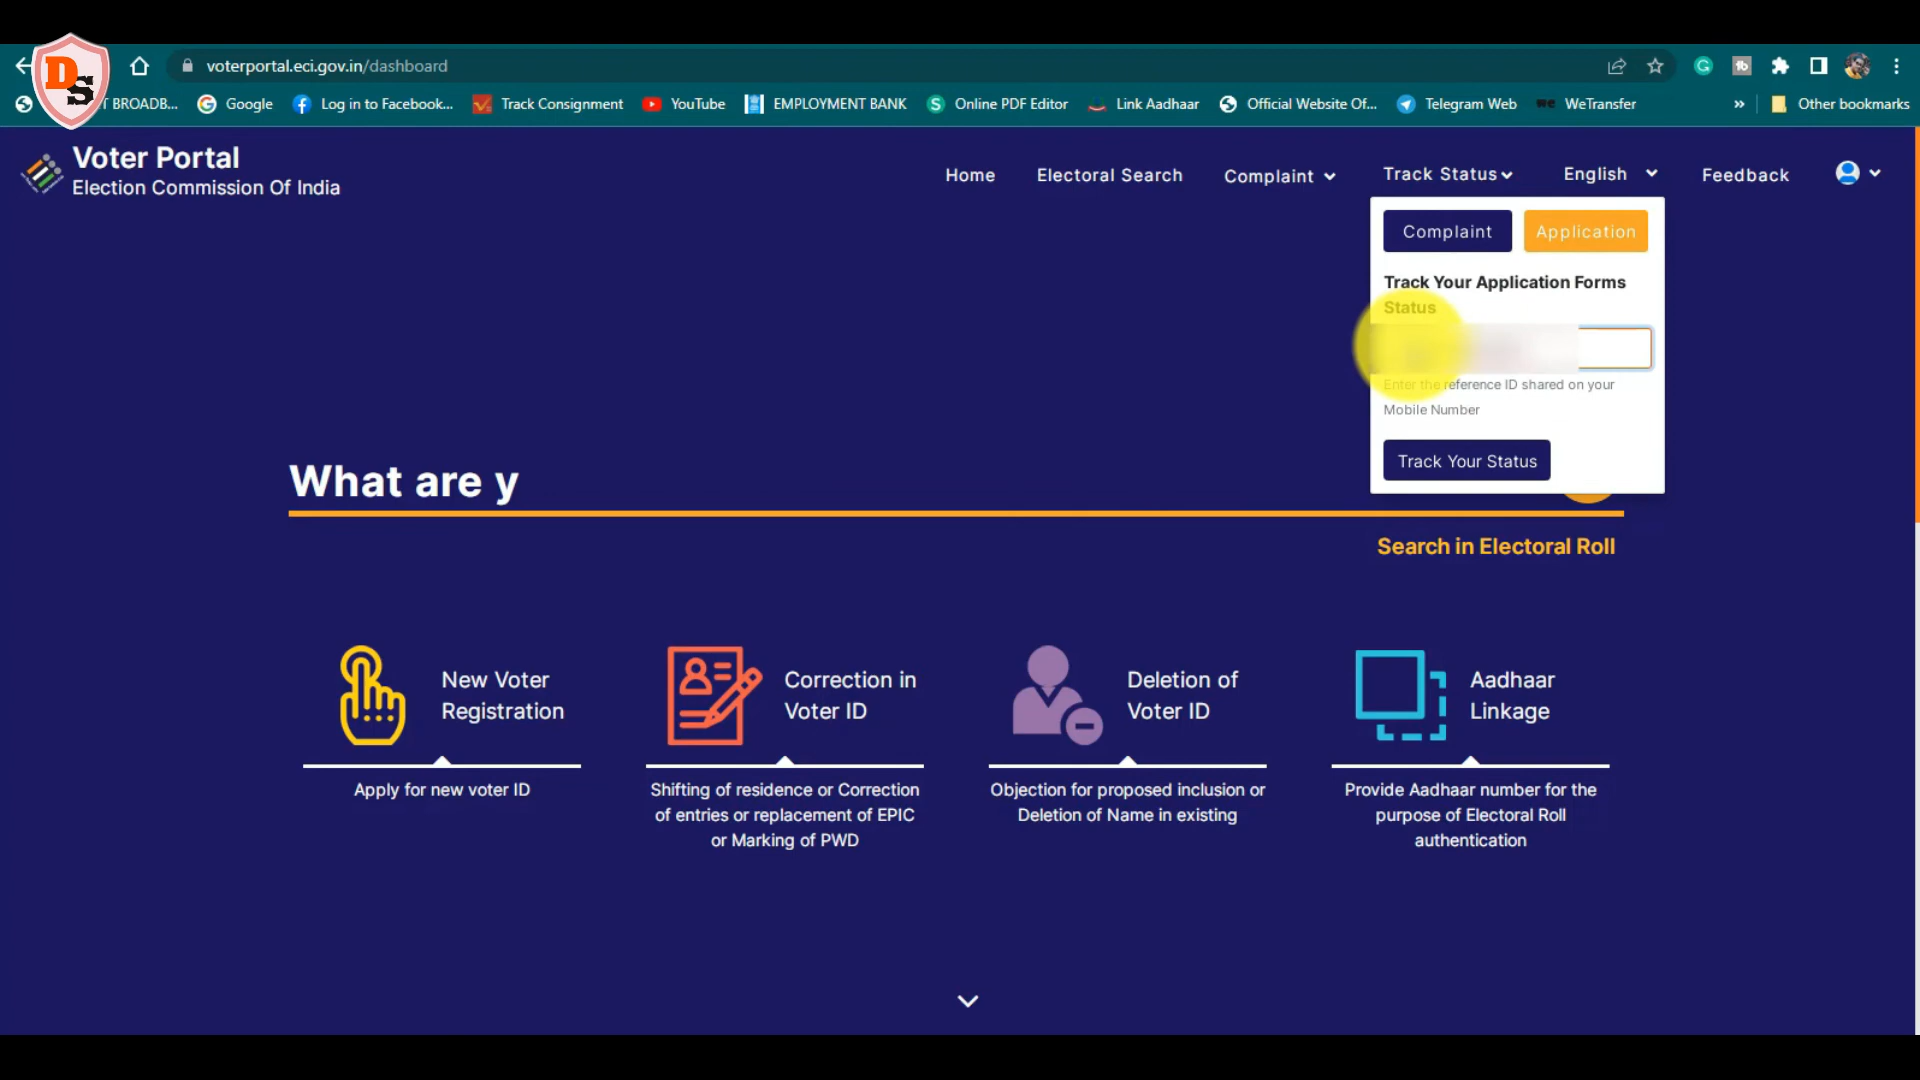 DS
voterportal.eci.gov.in/dashboard
T BROADB... Google Log in to Facebook... Track Consignment YouTube EMPLOYMENT BANK Online PDF Editor Link Aadhaar Official Website Of... Telegram Web WeTransfer » Other bookmarks
Voter Portal
Election Commission Of India
Home Electoral Search Complaint Track Status English Feedback
Complaint Application
Track Your Application Forms
Status
Enter the reference ID shared on your
Mobile Number
Track Your Status
What are y
Search in Electoral Roll
New Voter
Registration
Apply for new voter ID
Correction in
Voter ID
Shifting of residence or Correction
of entries or replacement of EPIC
or Marking of PWD
Deletion of
Voter ID
Objection for proposed inclusion or
Deletion of Name in existing
Aadhaar
Linkage
Provide Aadhaar number for the
purpose of Electoral Roll
authentication